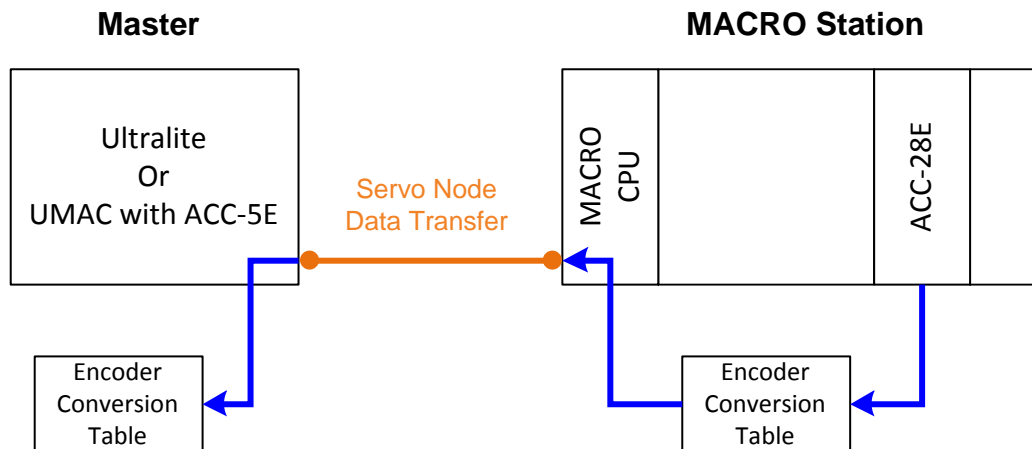 Master
MACRO Station
Ultralite
Or
UMAC with ACC-5E
Servo Node
Data Transfer
MACRO
CPU
ACC-28E
Encoder
Conversion
Table
Encoder
Conversion
Table